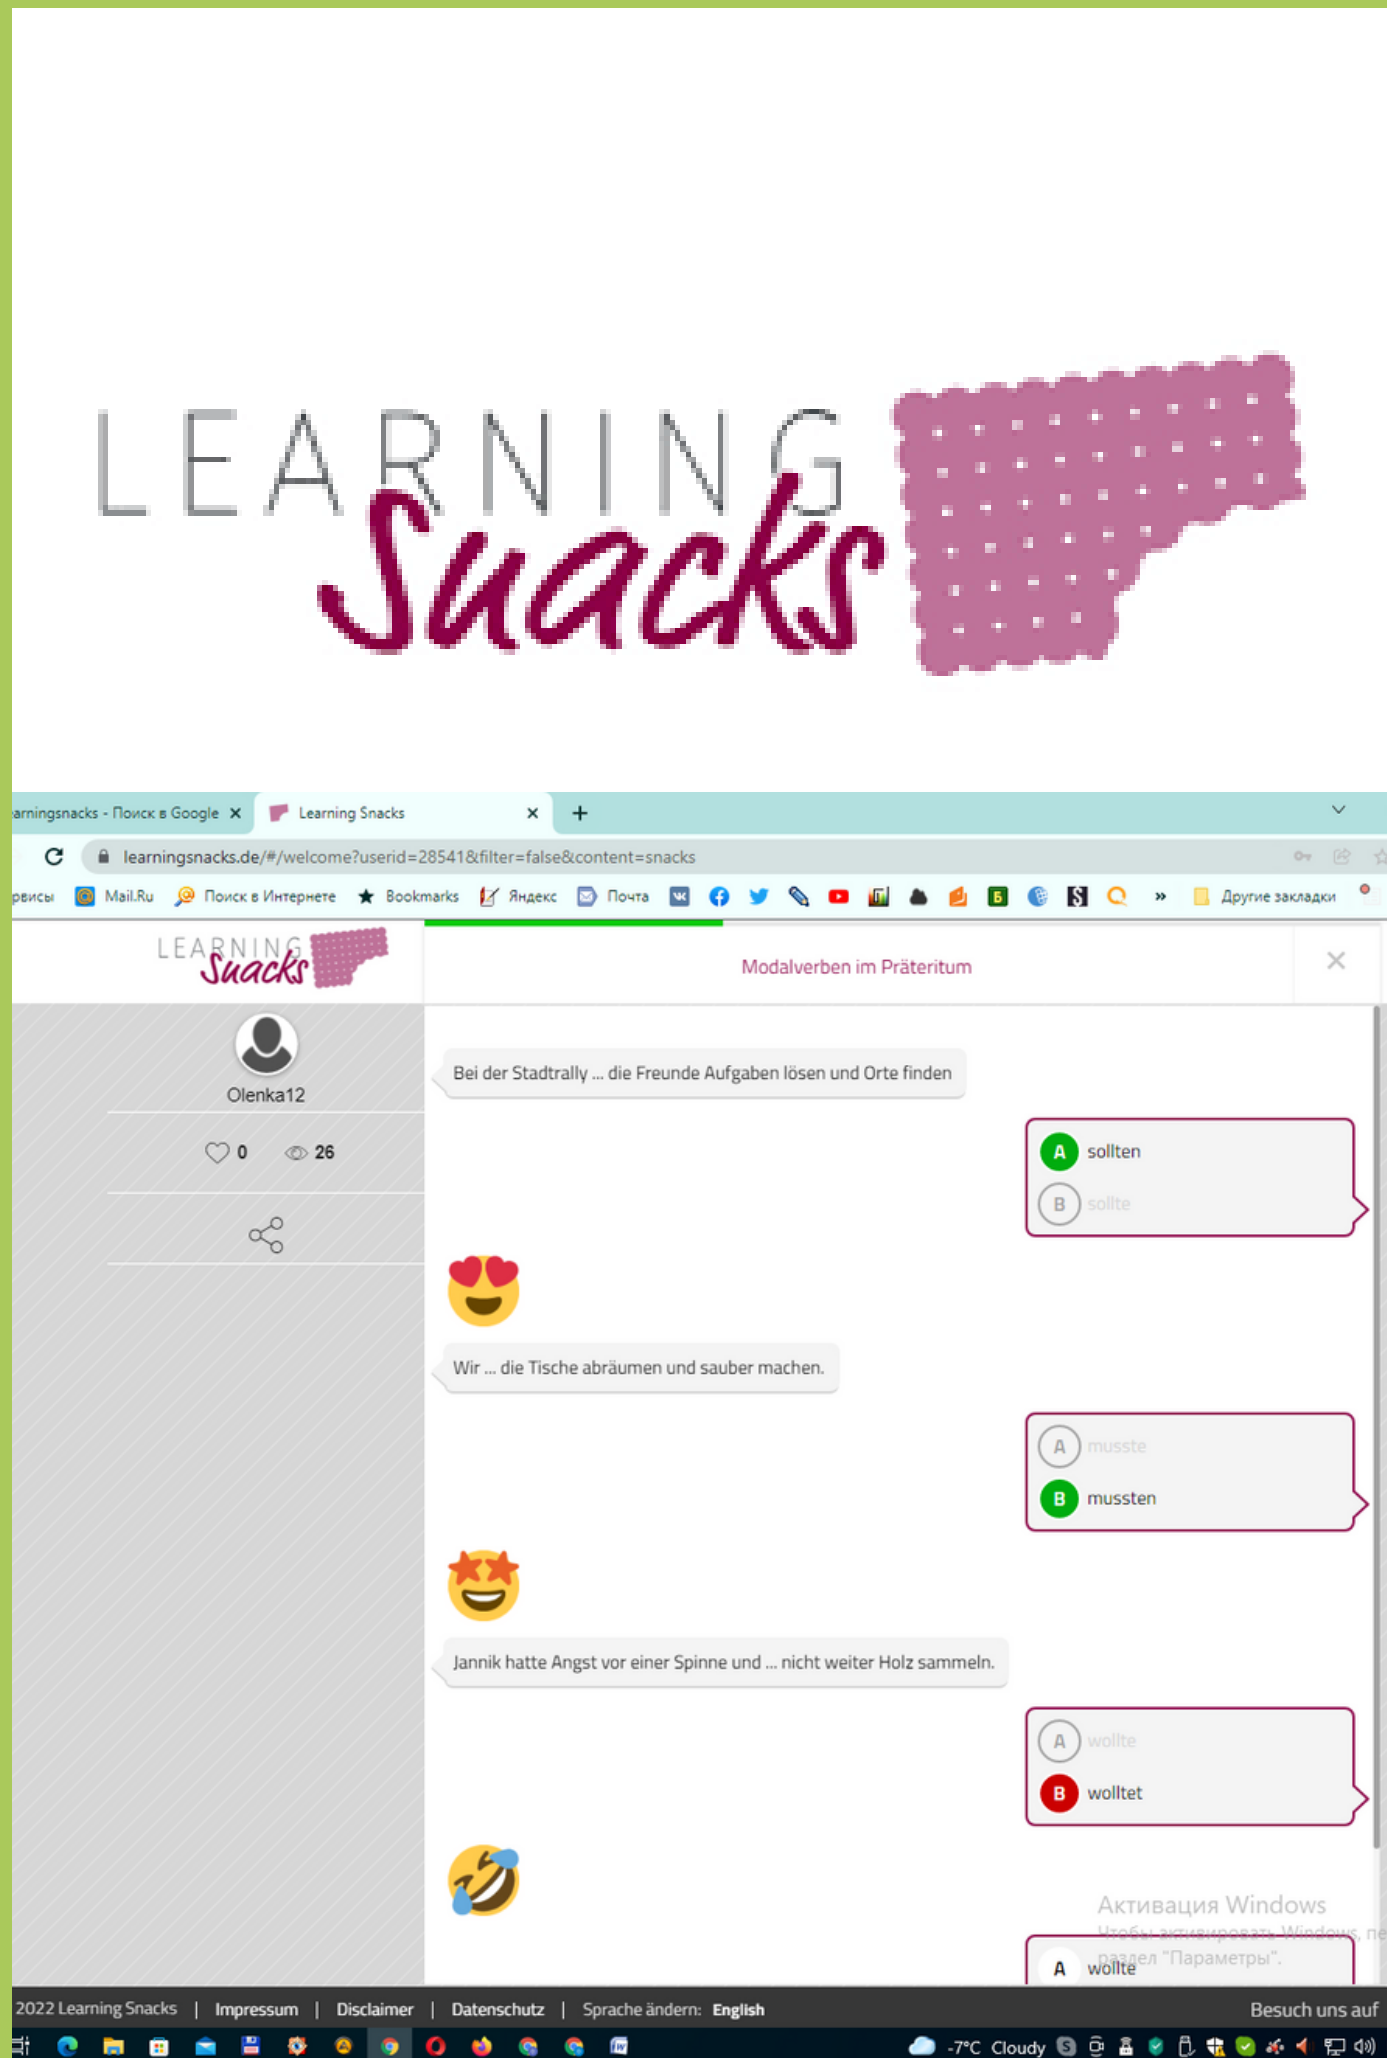 LEARNING
Snacks
arningsnacks - Поиск в Google
Learning Snacks
learningsnacks.de/#/welcome?userid=28541&filter=false&content=snacks
рвисы Mail.Ru Поиск в Интернете Bookmarks Яндекс Почта » Другие закладки
LEARNING
Snacks
Modalverben im Präteritum
Olenka12
0 26
Bei der Stadtrally ... die Freunde Aufgaben lösen und Orte finden
A sollten
B sollte
Wir ... die Tische abräumen und sauber machen.
A musste
B mussten
Jannik hatte Angst vor einer Spinne und ... nicht weiter Holz sammeln.
A wollte
B wolltet
Активация Windows
Чтобы активировать Windows, пе
раздел "Параметры".
A wollte
2022 Learning Snacks | Impressum | Disclaimer | Datenschutz | Sprache ändern: English
Besuch uns auf
-7°C Cloudy